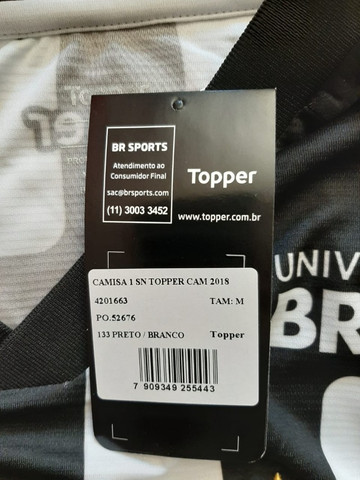 BR SPORTS
Atendimento ao
Consumidor Final
sac@brsports.com
(11) 3003 3452
Topper
www.topper.com.br
CAMISA 1 SN TOPPER CAM 2018
4201663 TAM: M
PO.52676
133 PRETO / BRANCO Topper
7 909349 255443
UNIV
BR